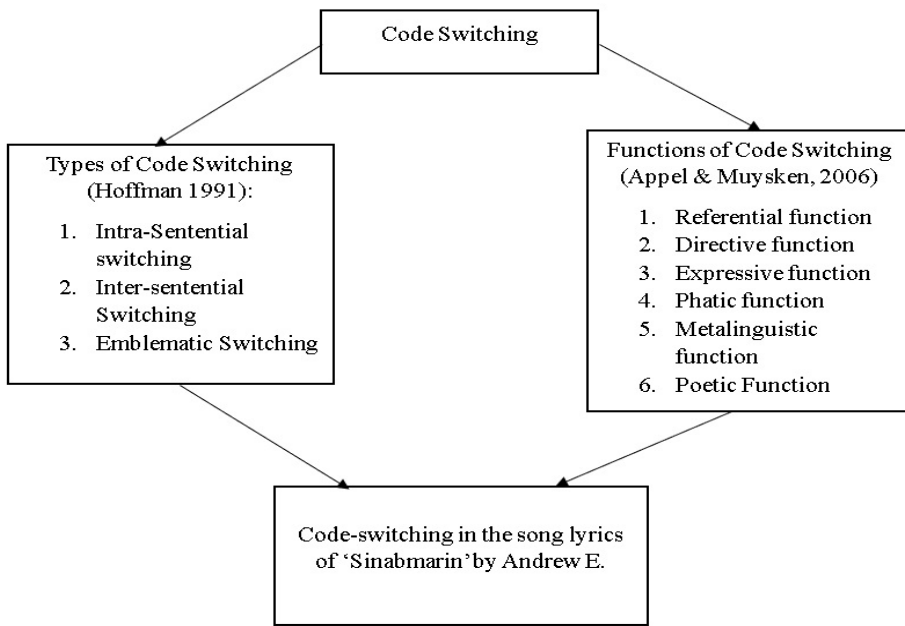 Code Switching
Types of Code Switching
(Hoffman 1991):
1. Intra-Sentential
switching
2. Inter-sentential
Switching
3. Emblematic Switching
Functions of Code Switching
(Appel & Muysken, 2006)
1. Referential function
2. Directive function
3. Expressive function
4. Phatic function
5. Metalinguistic
function
6. Poetic Function
Code-switching in the song lyrics
of ‘Sinabmarin’ by Andrew E.